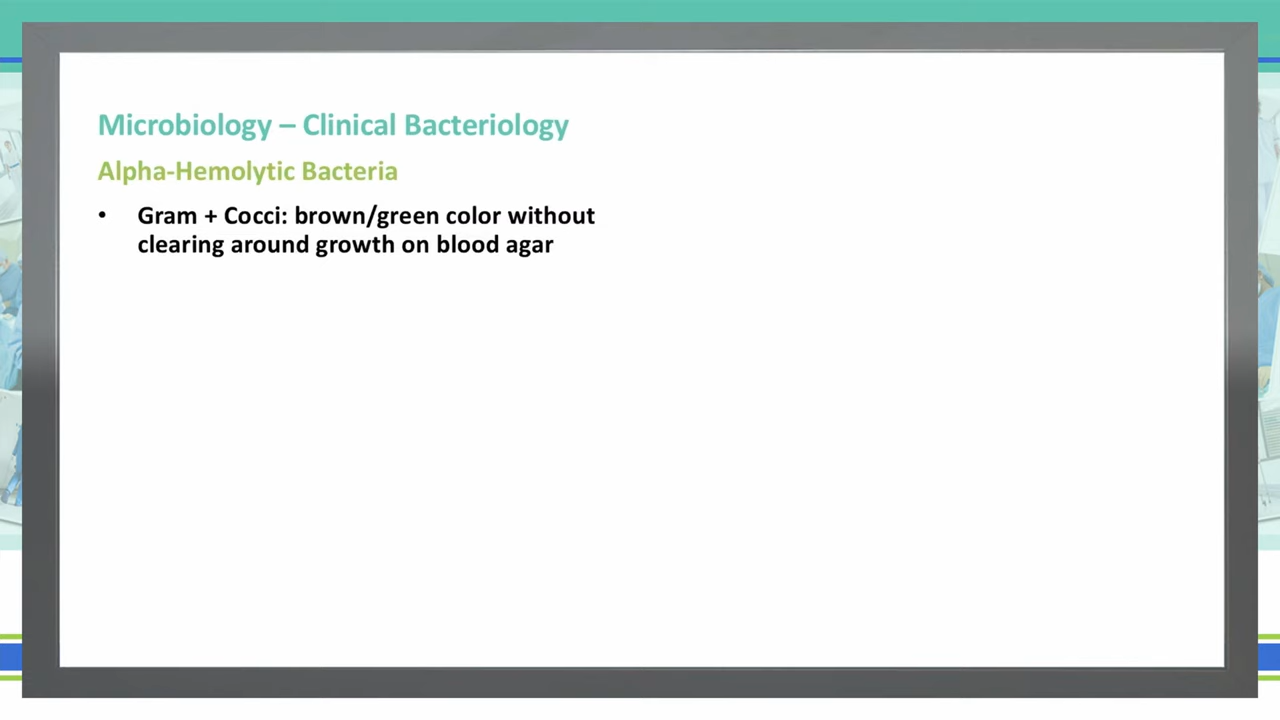 Microbiology – Clinical Bacteriology
Alpha-Hemolytic Bacteria
• Gram + Cocci: brown/green color without
clearing around growth on blood agar